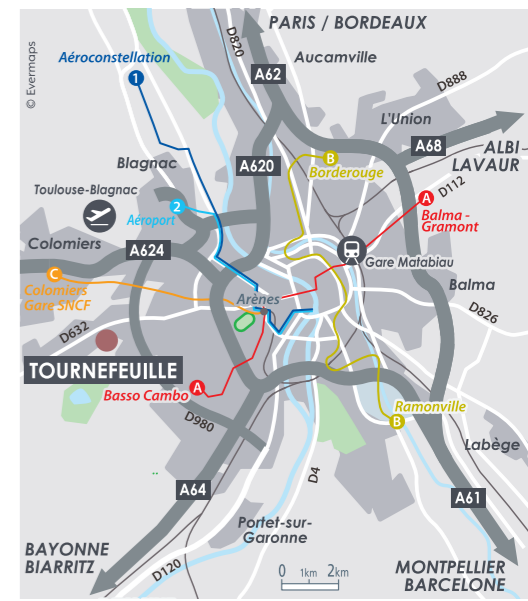 © Evermaps
PARIS / BORDEAUX
D820
Aucamville
Aéroconstellation
1
A62
D888
L'Union
A68
ALBI
LAVAUR
Blagnac
A620
B
Borderouge
D112
A
Balma -
Gramont
Toulouse-Blagnac
2
Aéroport
Colomiers
A624
Gare Matabiau
C
Colomiers
Gare SNCF
Balma
Arènes
D826
D632
TOURNEFEUILLE
A
Basso Cambo
Ramonville
B
D980
Labège
D4
A64
A61
Portet-sur-
Garonne
BAYONNE
BIARRITZ
D120
0 1km 2km
MONTPELLIER
BARCELONE